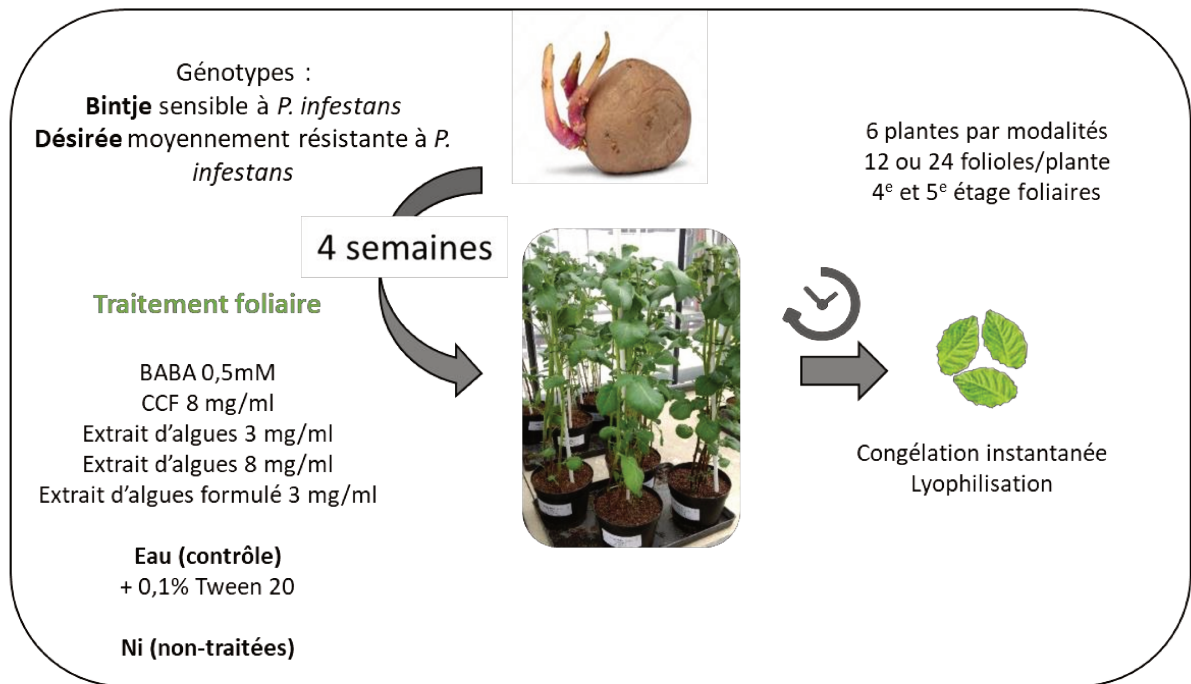 Génotypes :
Bintje sensible à P. infestans
Désirée moyennement résistante à P.
infestans
4 semaines
Traitement foliaire
BABA 0,5mM
CCF 8 mg/ml
Extrait d'algues 3 mg/ml
Extrait d'algues 8 mg/ml
Extrait d'algues formulé 3 mg/ml
Eau (contrôle)
+ 0,1% Tween 20
Ni (non-traitées)
6 plantes par modalités
12 ou 24 folioles/plante
4e et 5e étage foliaires
Congélation instantanée
Lyophilisation